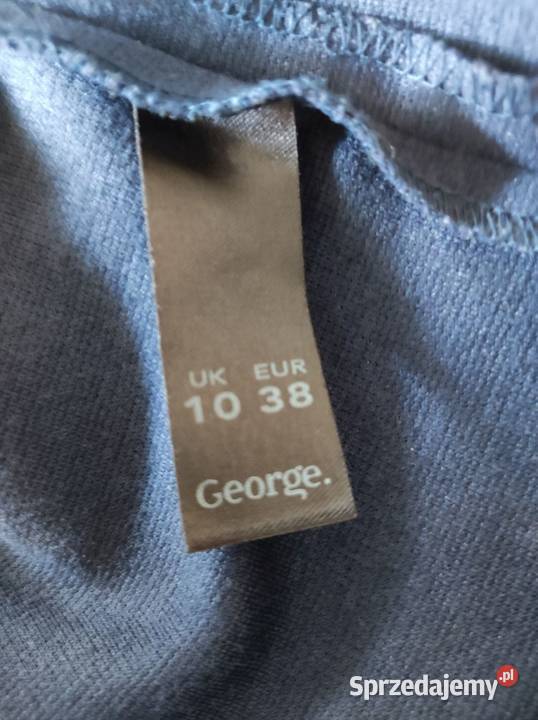 UK EUR
10 38
George.
Sprzedajemy.pl